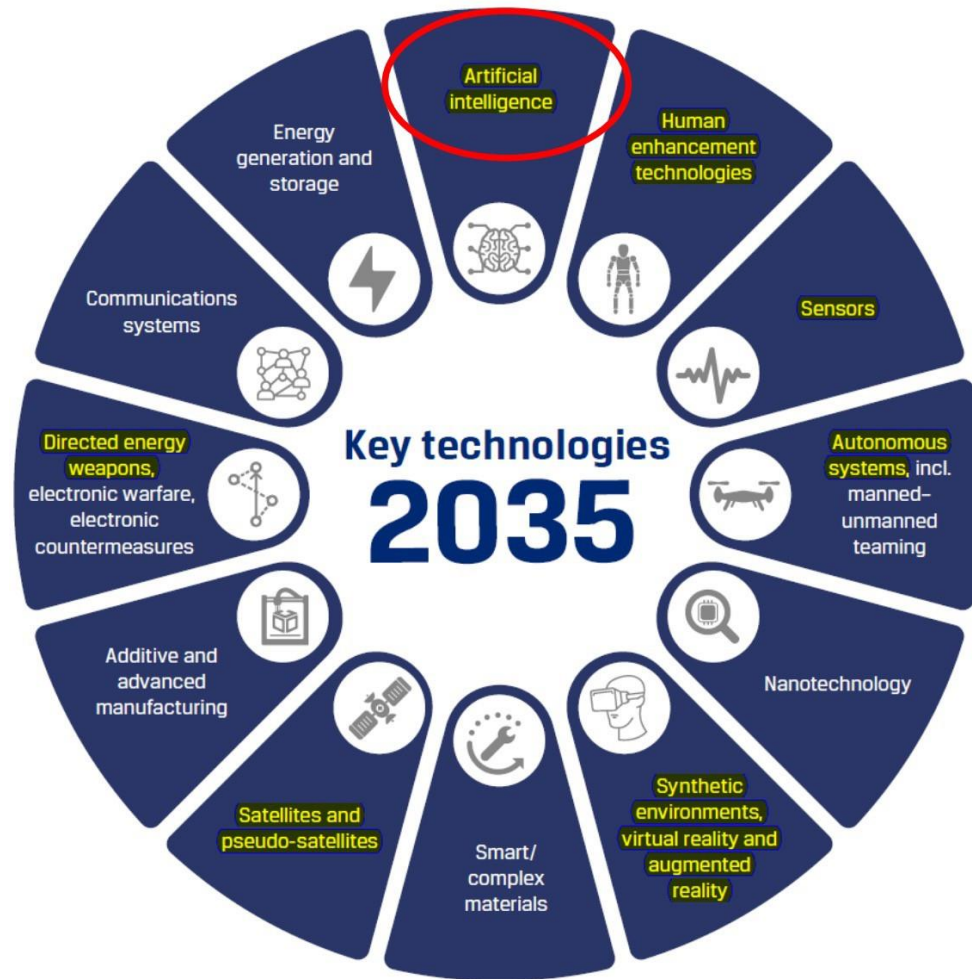 Artificial
intelligence
Human
enhancement
technologies
Sensors
Autonomous
systems, incl.
manned–
unmanned
teaming
Nanotechnology
Synthetic
environments,
virtual reality and
augmented
reality
Smart/
complex
materials
Satellites and
pseudo-satellites
Additive and
advanced
manufacturing
Directed energy
weapons,
electronic warfare,
electronic
countermeasures
Communications
systems
Energy
generation and
storage
Key technologies
2035